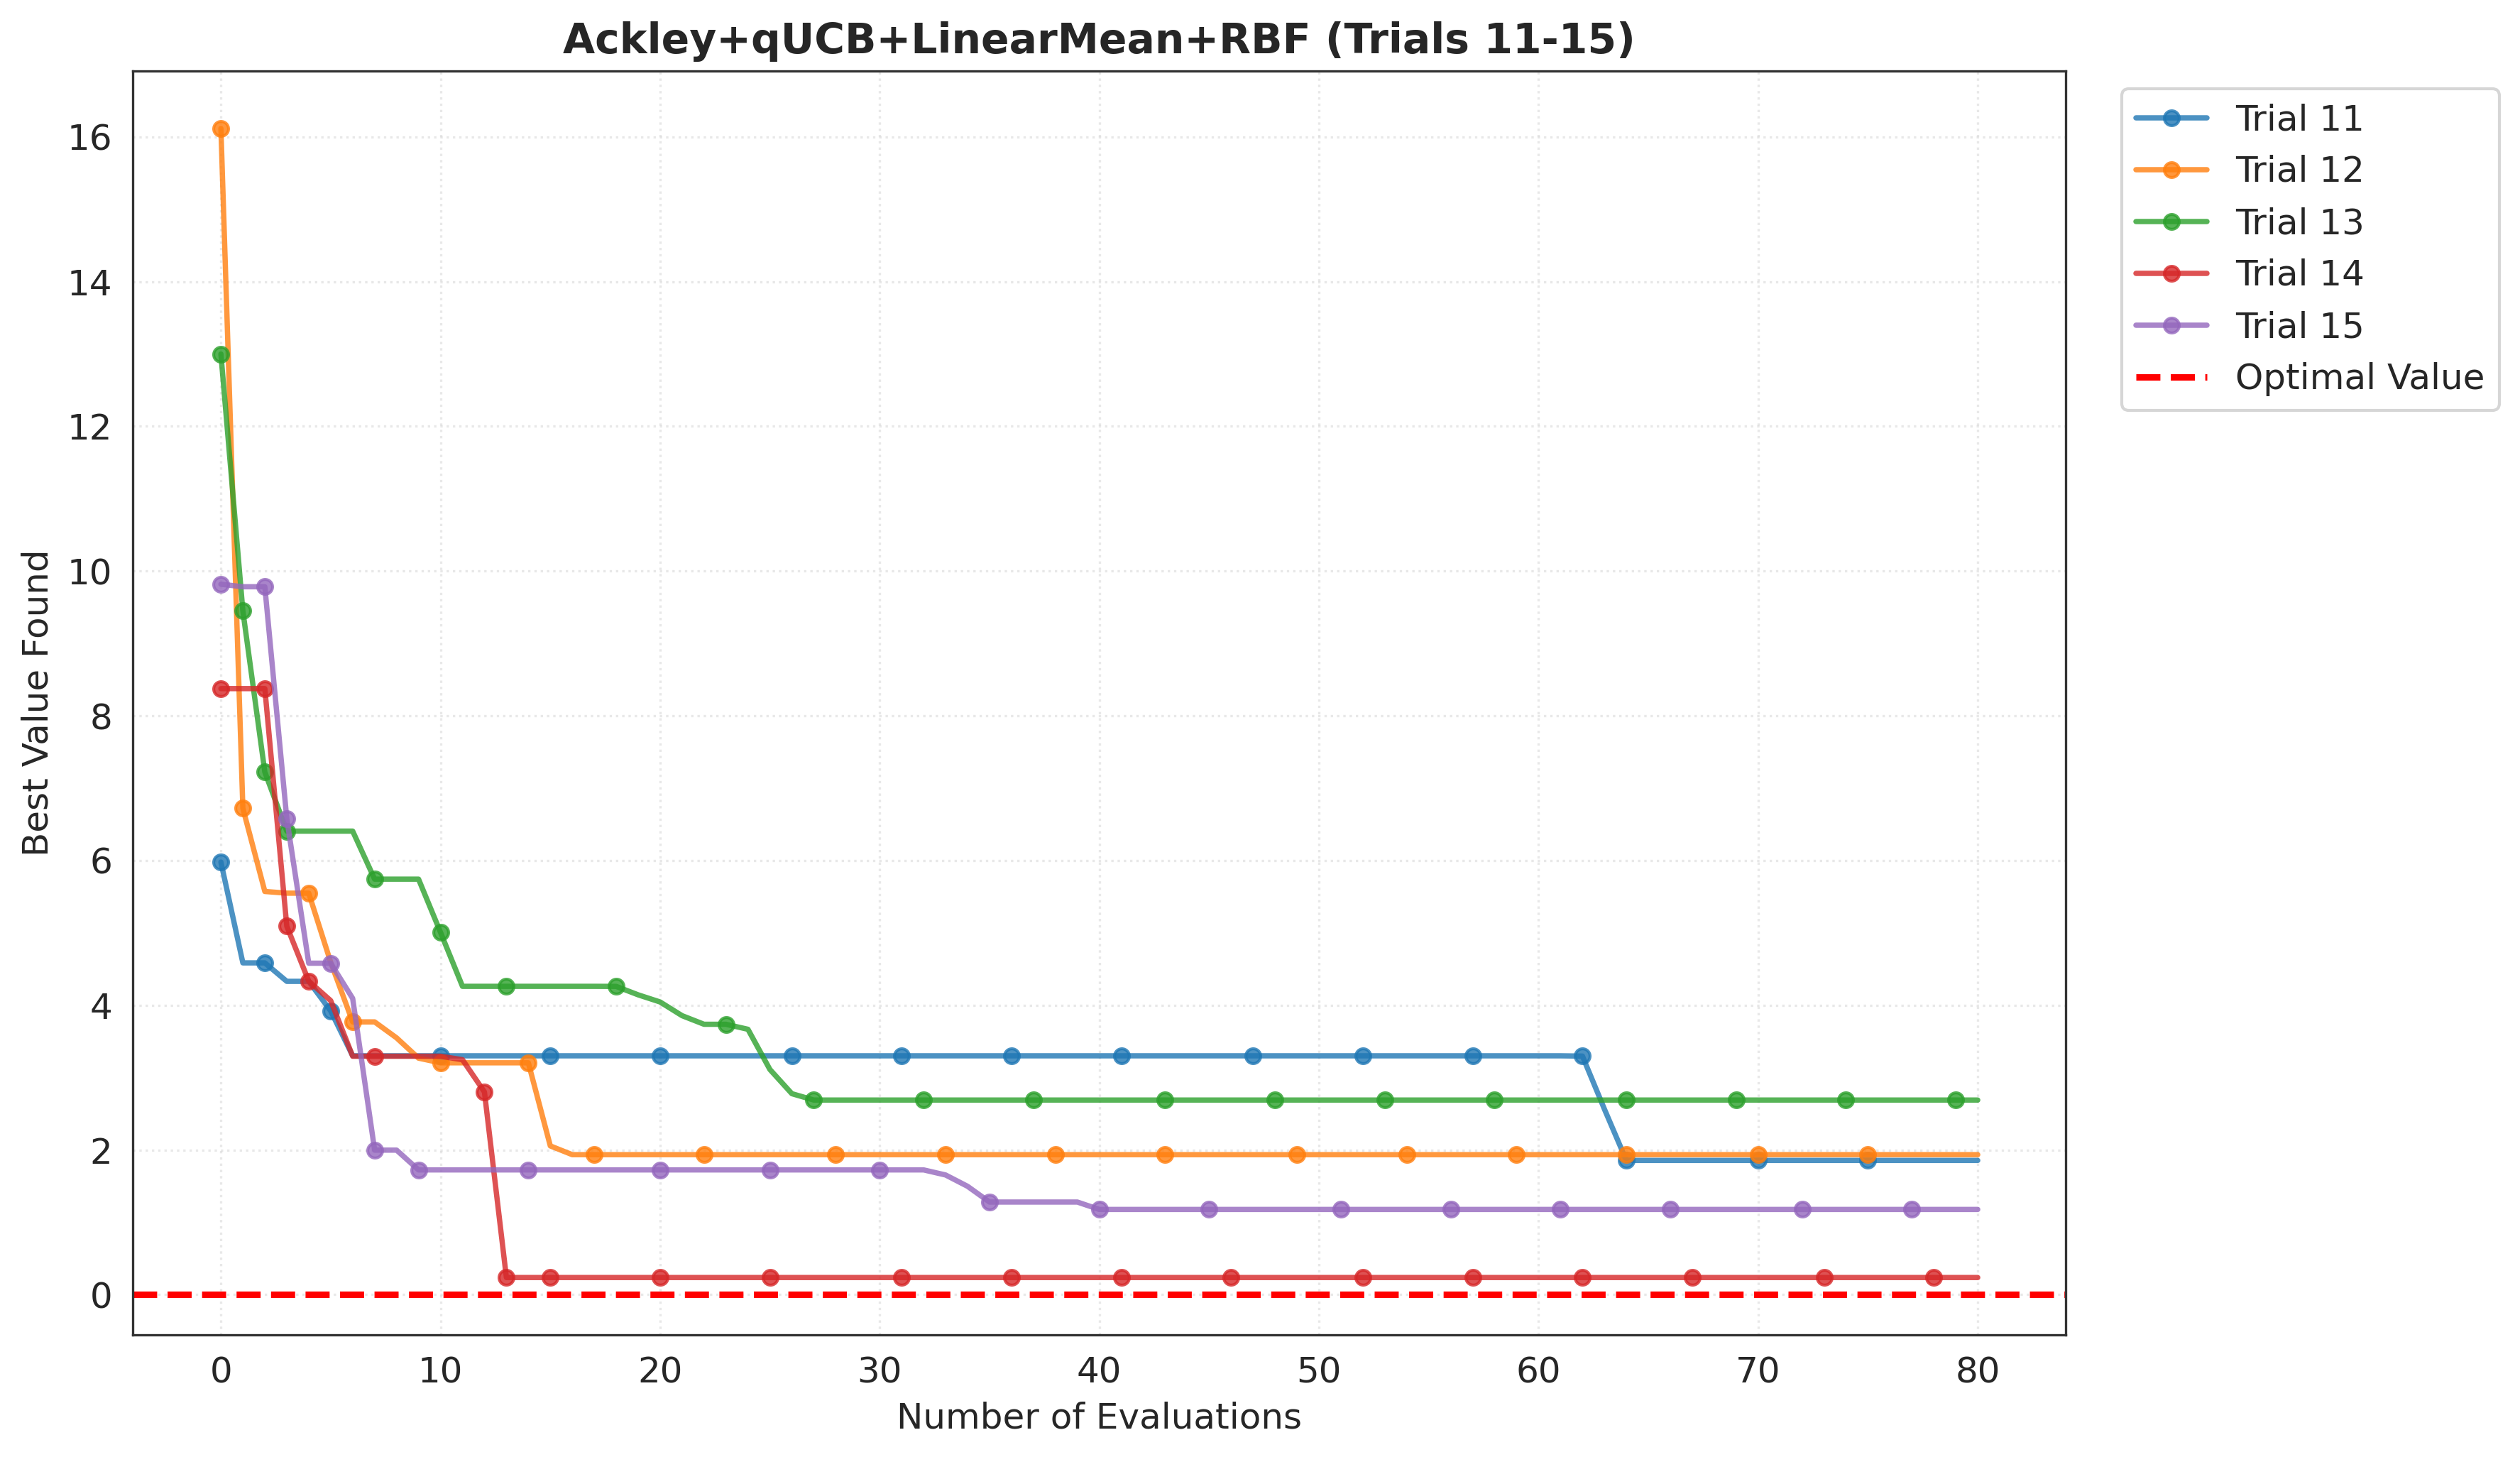 Ackley+qUCB+LinearMean+RBF (Trials 11-15)
Best Value Found
16
14
12
10
8
6
4
2
0
0 10 20 30 40 50 60 70 80
Number of Evaluations
Trial 11
Trial 12
Trial 13
Trial 14
Trial 15
Optimal Value